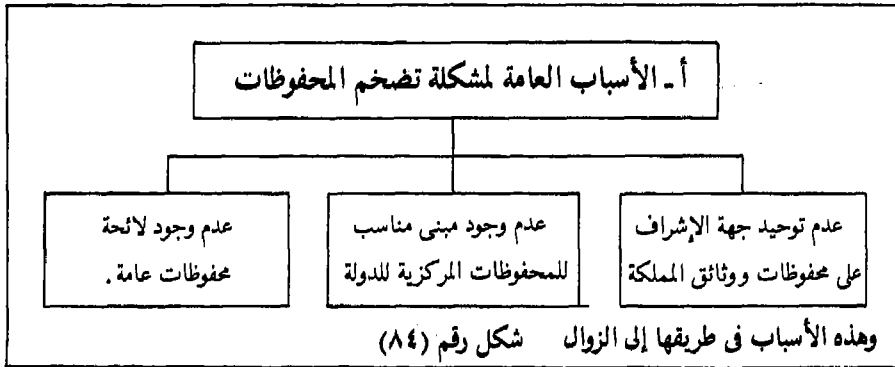 أ - الأسباب العامة لمشكلة تضخم المحفوظات
عدم توحيد جهة الإشراف
على محفوظات ووثائق المملكة
عدم وجود مبنى مناسب
للمحفوظات المركزية للدولة
عدم وجود لائحة
محفوظات عامة .
وهذه الأسباب فى طريقها إلى الزوال شكل رقم (٨٤)